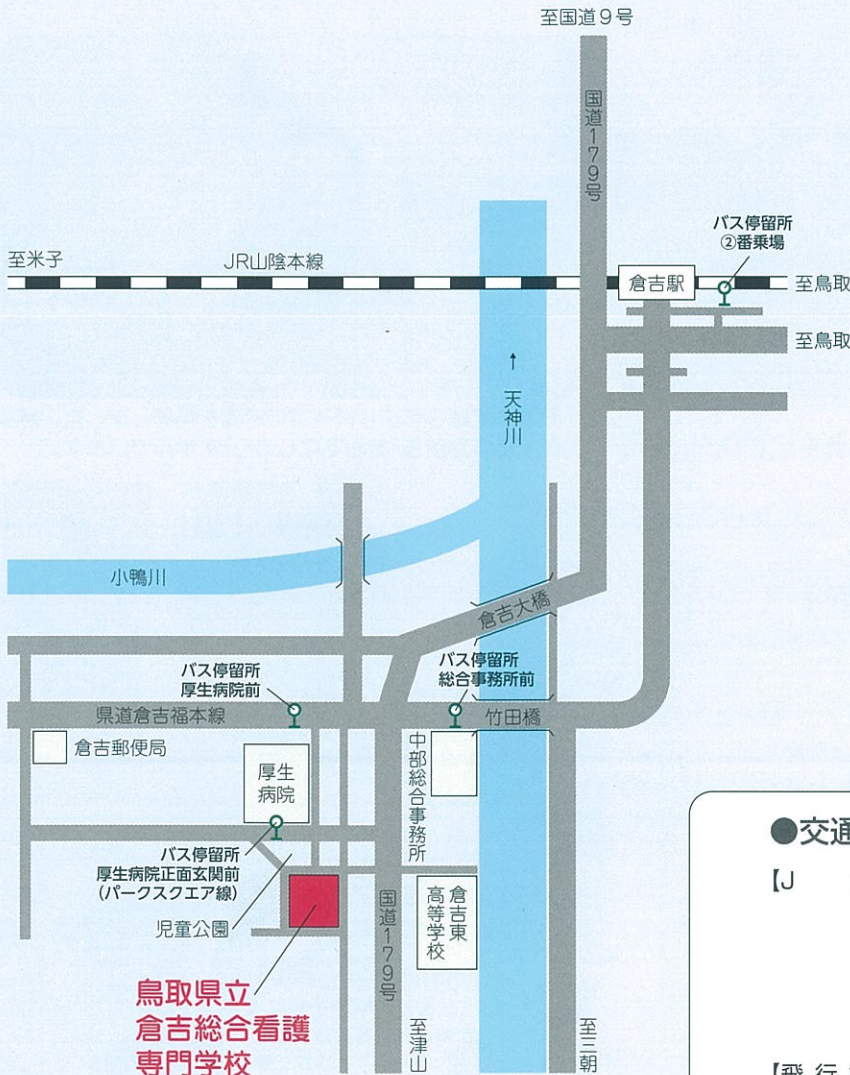 至国道9号
国道179号
バス停留所
②番乗場
至米子
JR山陰本線
倉吉駅
至鳥取
至鳥取
↑
天神川
小鴨川
倉吉大橋
バス停留所
厚生病院前
バス停留所
総合事務所前
県道倉吉福本線
竹田橋
倉吉郵便局
中部総合事務所
厚生
病院
バス停留所
厚生病院正面玄関前
(パークスクエア線)
児童公園
国道179号
倉吉東
高等学校
鳥取県立
倉吉総合看護
専門学校
至津山
至三朝
●交通
【J
【飛行